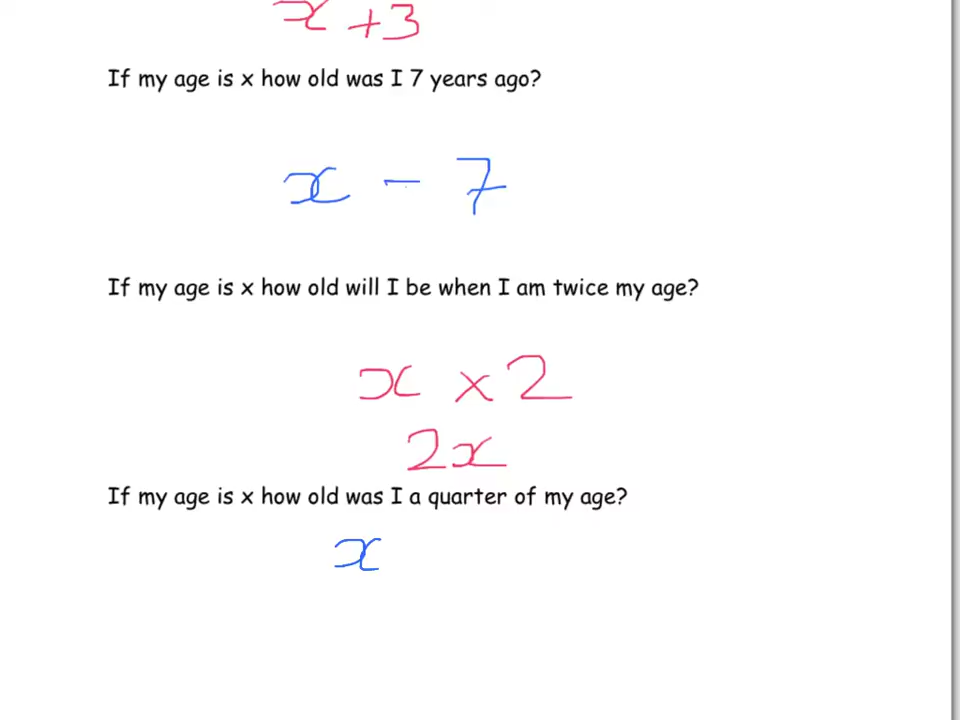 x + 3
If my age is x how old was I 7 years ago?
x - 7
If my age is x how old will I be when I am twice my age?
x × 2
2x
If my age is x how old was I a quarter of my age?
x